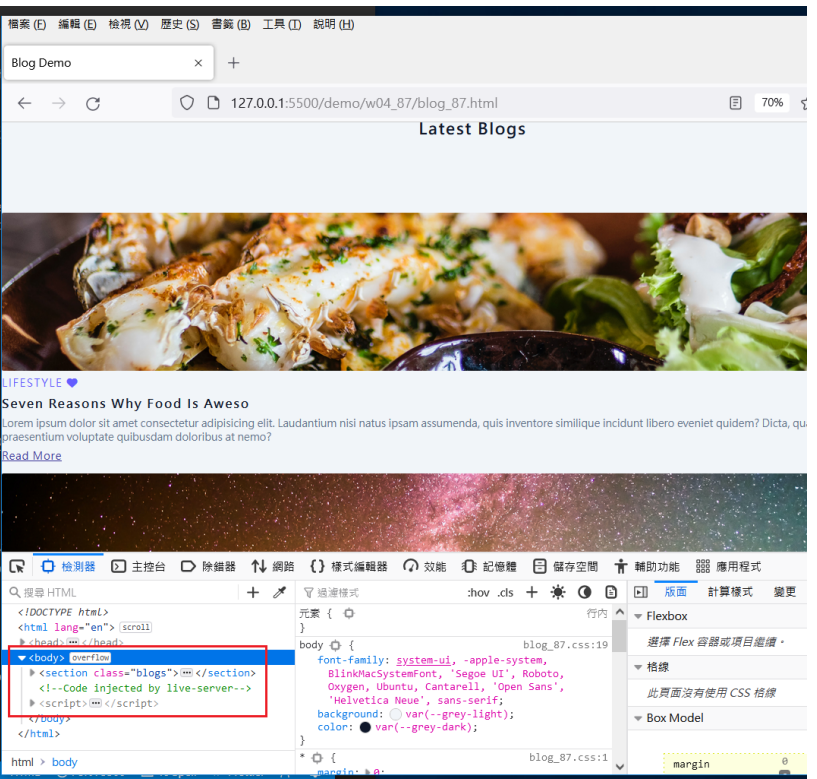 檔案 (F) 編輯 (E) 檢視 (V) 歷史 (S) 書籤 (B) 工具 (T) 說明 (H)
Blog Demo × +
127.0.0.1:5500/demo/w04_87/blog_87.html 70%
Latest Blogs
LIFESTYLE
Seven Reasons Why Food Is Aweso
Lorem ipsum dolor sit amet consectetur adipisicing elit. Laudantium nisi natus ipsam assumenda, quis inventore similique incidunt libero eveniet quidem? Dicta, qu
praesentium voluptate quibusdam doloribus at nemo?
Read More
檢測器 主控台 除錯器 網路 {} 樣式編輯器 效能 記憶體 儲存空間 輔助功能 應用程式
搜尋 HTML + 過濾樣式 :hov .cls + 版面 計算樣式 變更
<!DOCTYPE html>
<html lang="en"> scroll
<head> ··· </head>
<body> overflow
<section class="blogs"> ··· </section>
<!--Code injected by live-server-->
<script> ··· </script>
</body>
</html>
html > body
元素 { 行內
}
body { blog_87.css:19
font-family: system-ui, -apple-system,
BlinkMacSystemFont, 'Segoe UI', Roboto,
Oxygen, Ubuntu, Cantarell, 'Open Sans',
'Helvetica Neue', sans-serif;
background: var(--grey-light);
color: var(--grey-dark);
}
* { blog_87.css:1
margin: 0;
Flexbox
選擇 Flex 容器或項目繼續。
格線
此頁面沒有使用 CSS 格線
Box Model
margin 0